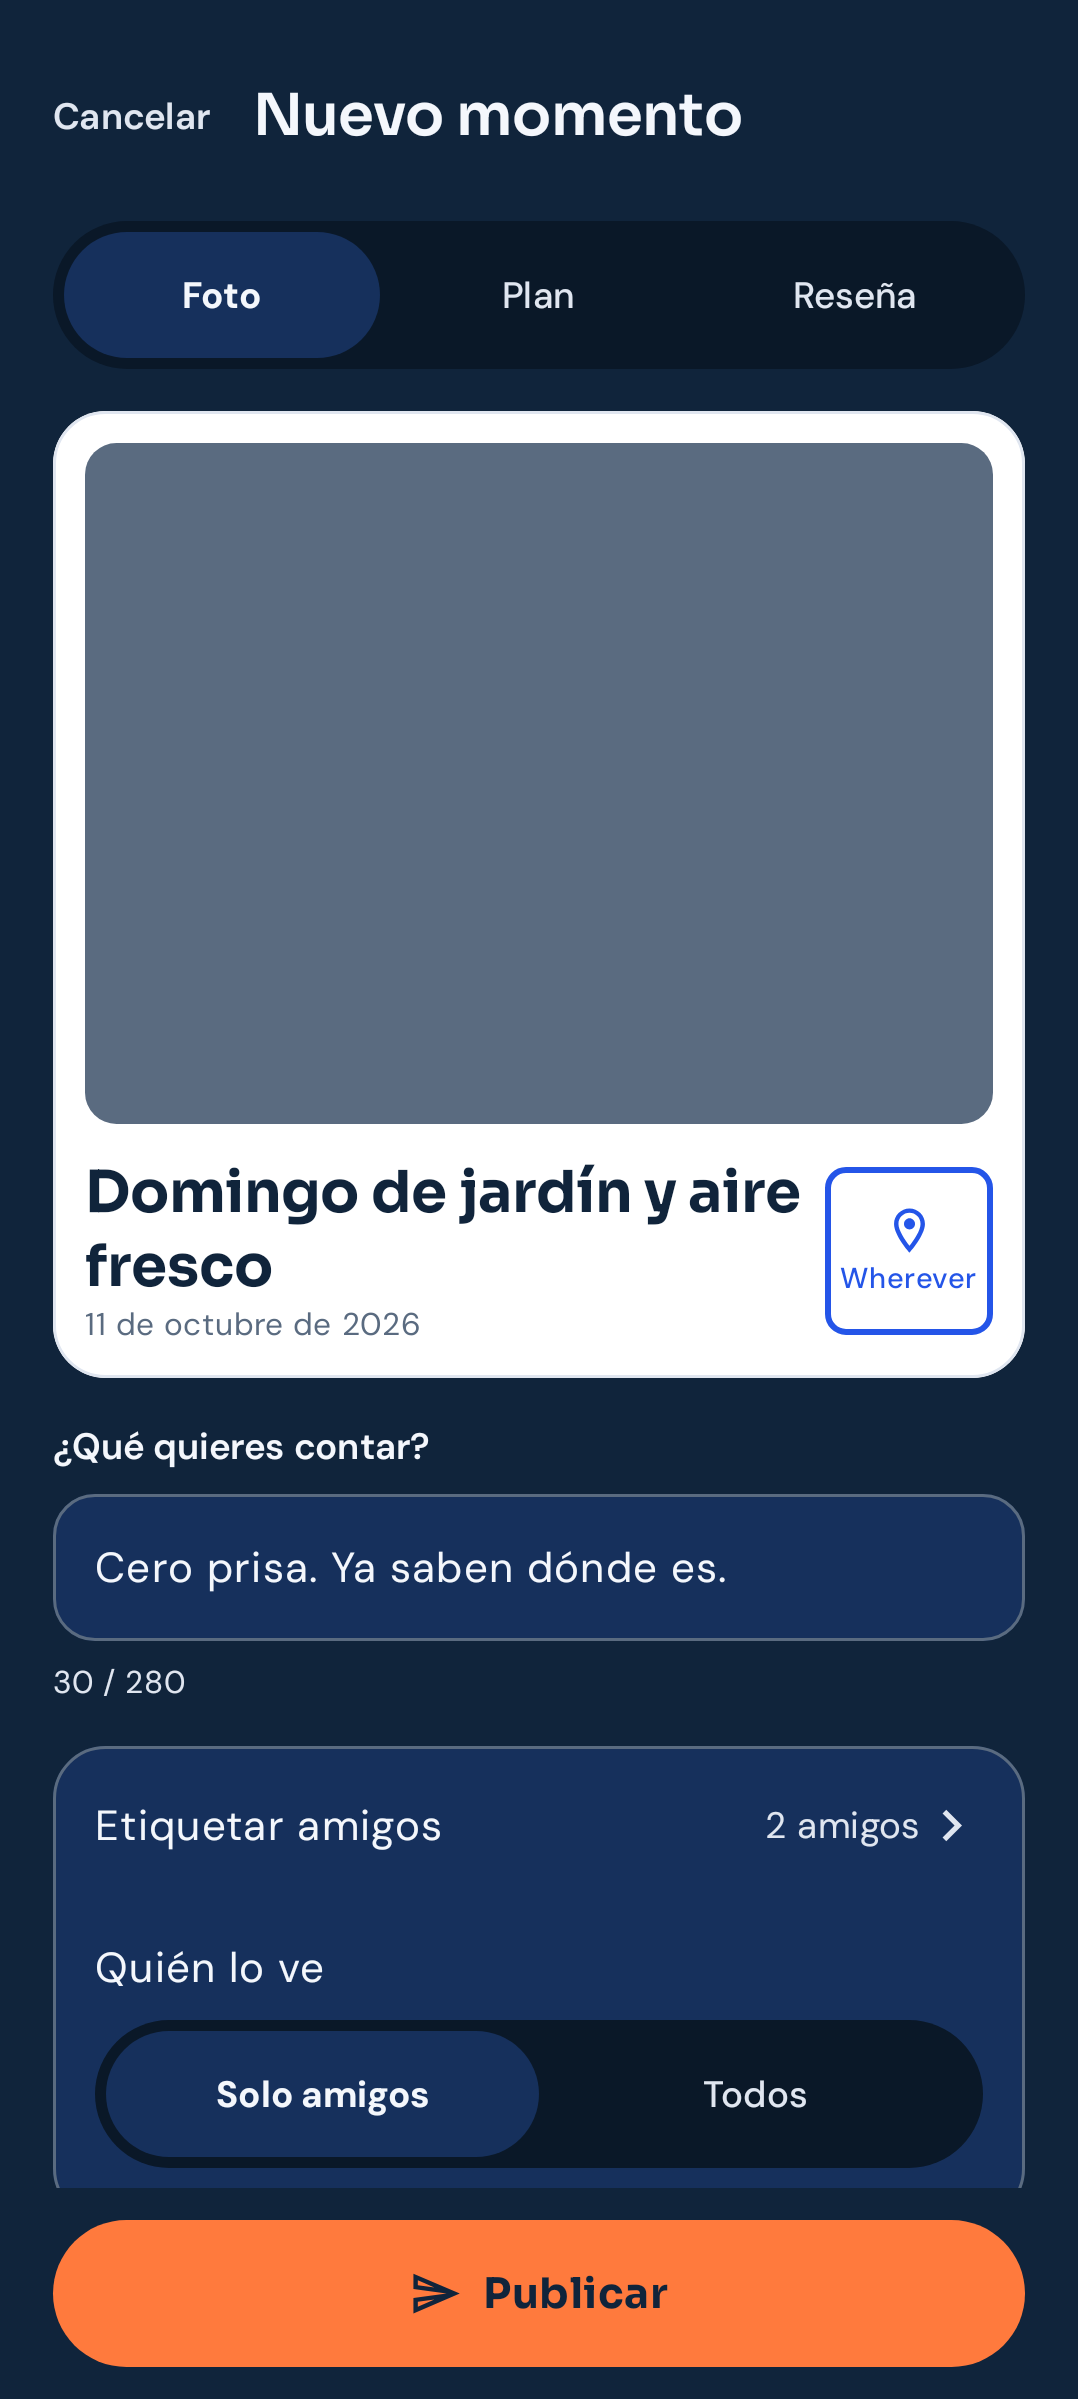 Cancelar
Nuevo momento
Foto
Plan
Reseña
Domingo de jardín y aire
fresco
11 de octubre de 2026
Wherever
¿Qué quieres contar?
Cero prisa. Ya saben dónde es.
30 / 280
Etiquetar amigos
2 amigos
Quién lo ve
Solo amigos
Todos
Publicar